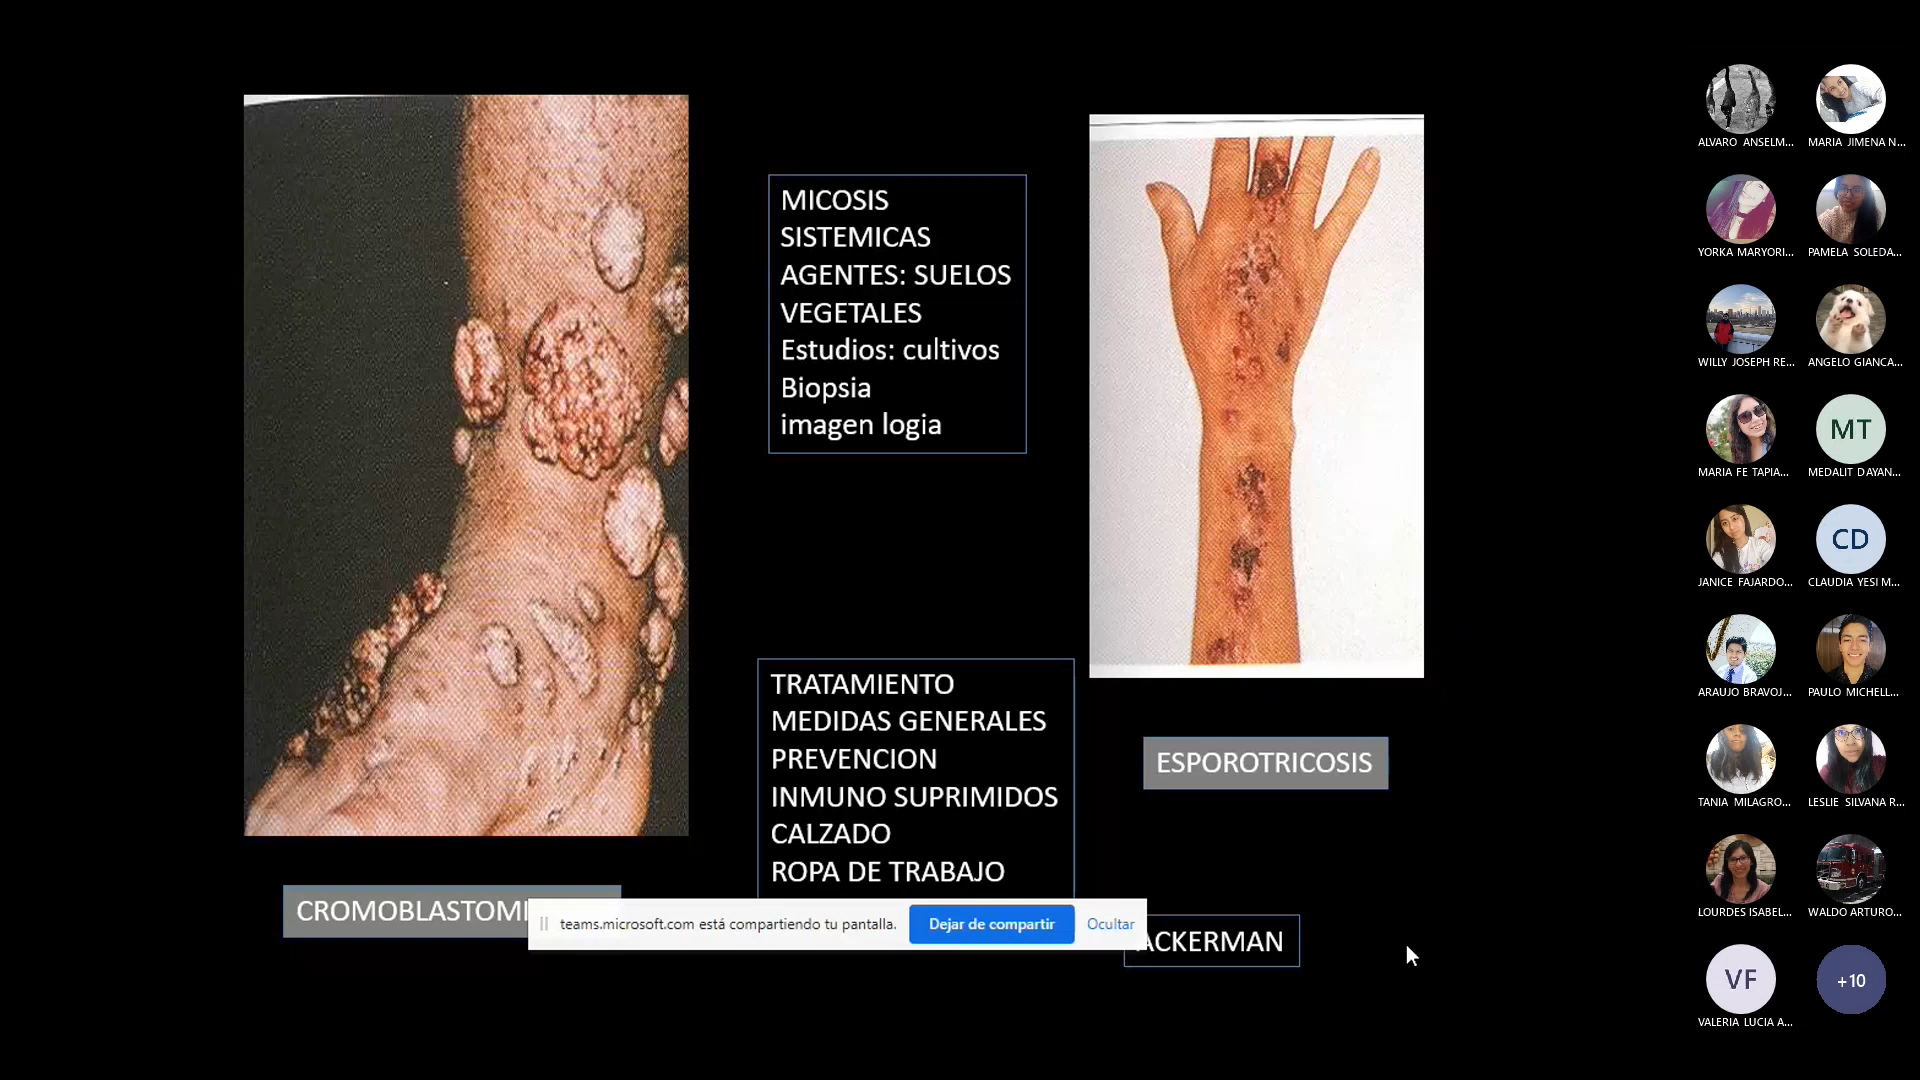 MICOSIS
SISTEMICAS
AGENTES: SUELOS
VEGETALES
Estudios: cultivos
Biopsia
imagen logia
TRATAMIENTO
MEDIDAS GENERALES
PREVENCION
INMUNO SUPRIMIDOS
CALZADO
ROPA DE TRABAJO
ESPOROTRICOSIS
CROMOBLASTOMI
teams.microsoft.com está compartiendo tu pantalla.
Dejar de compartir
Ocultar
ACKERMAN
ALVARO ANSELM...
MARIA JIMENA N...
YORKA MARYORI...
PAMELA SOLEDA...
WILLY JOSEPH RE...
ANGELO GIANCA...
MARIA FE TAPIA...
MT
MEDALIT DAYAN...
JANICE FAJARDO...
CD
CLAUDIA YESI M...
ARAUJO BRAVOJ...
PAULO MICHELL...
TANIA MILAGRO...
LESLIE SILVANA R...
LOURDES ISABEL...
WALDO ARTURO...
VF
VALERIA LUCIA A...
+10